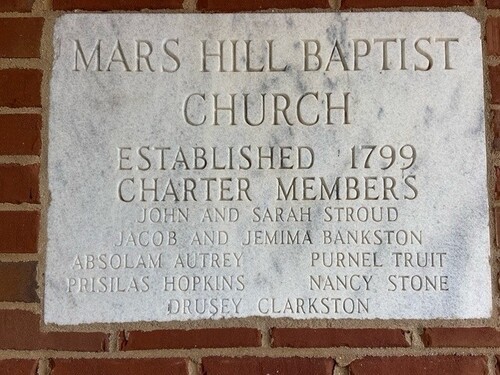 MARS HILL BAPTIST
CHURCH
ESTABLISHED 1799
CHARTER MEMBERS
JOHN AND SARAH STROUD
JACOB AND JEMIMA BANKSTON
ABSOLAM AUTREY PURNEL TRUIT
PRISILAS HOPKINS NANCY STONE
DRUSEY CLARKSTON